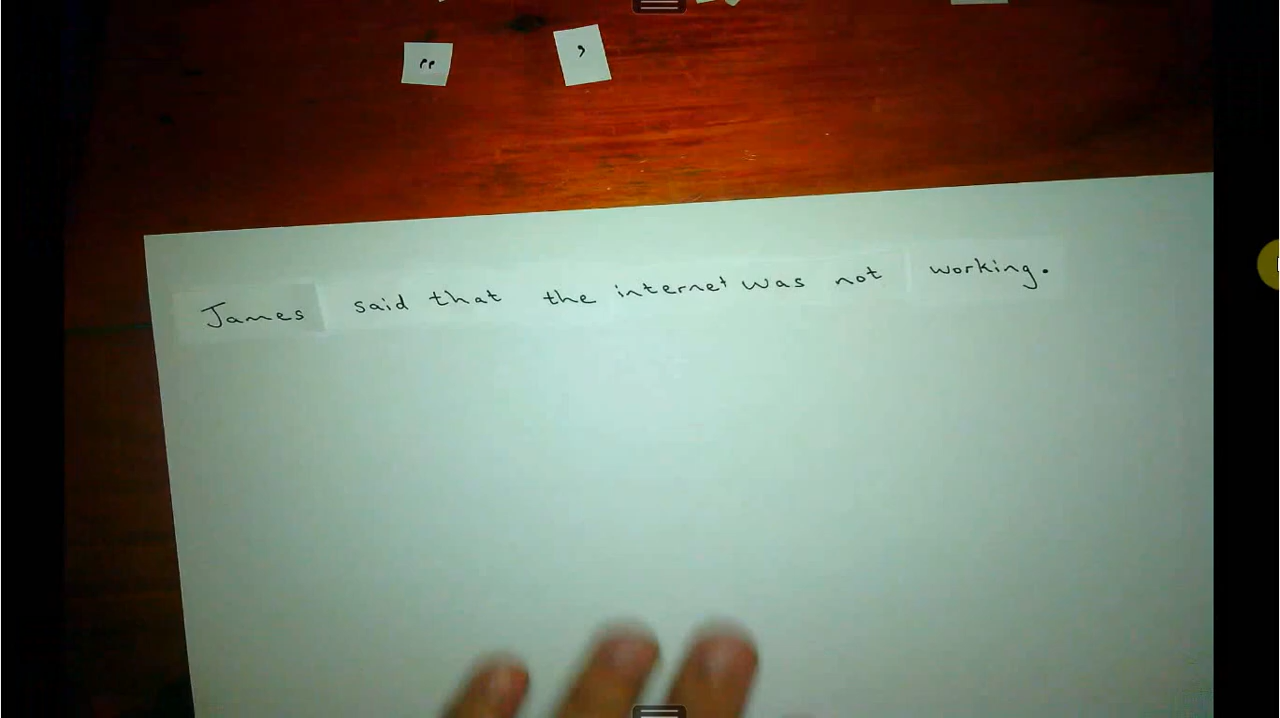 “ ,
James said that the internet was not working.